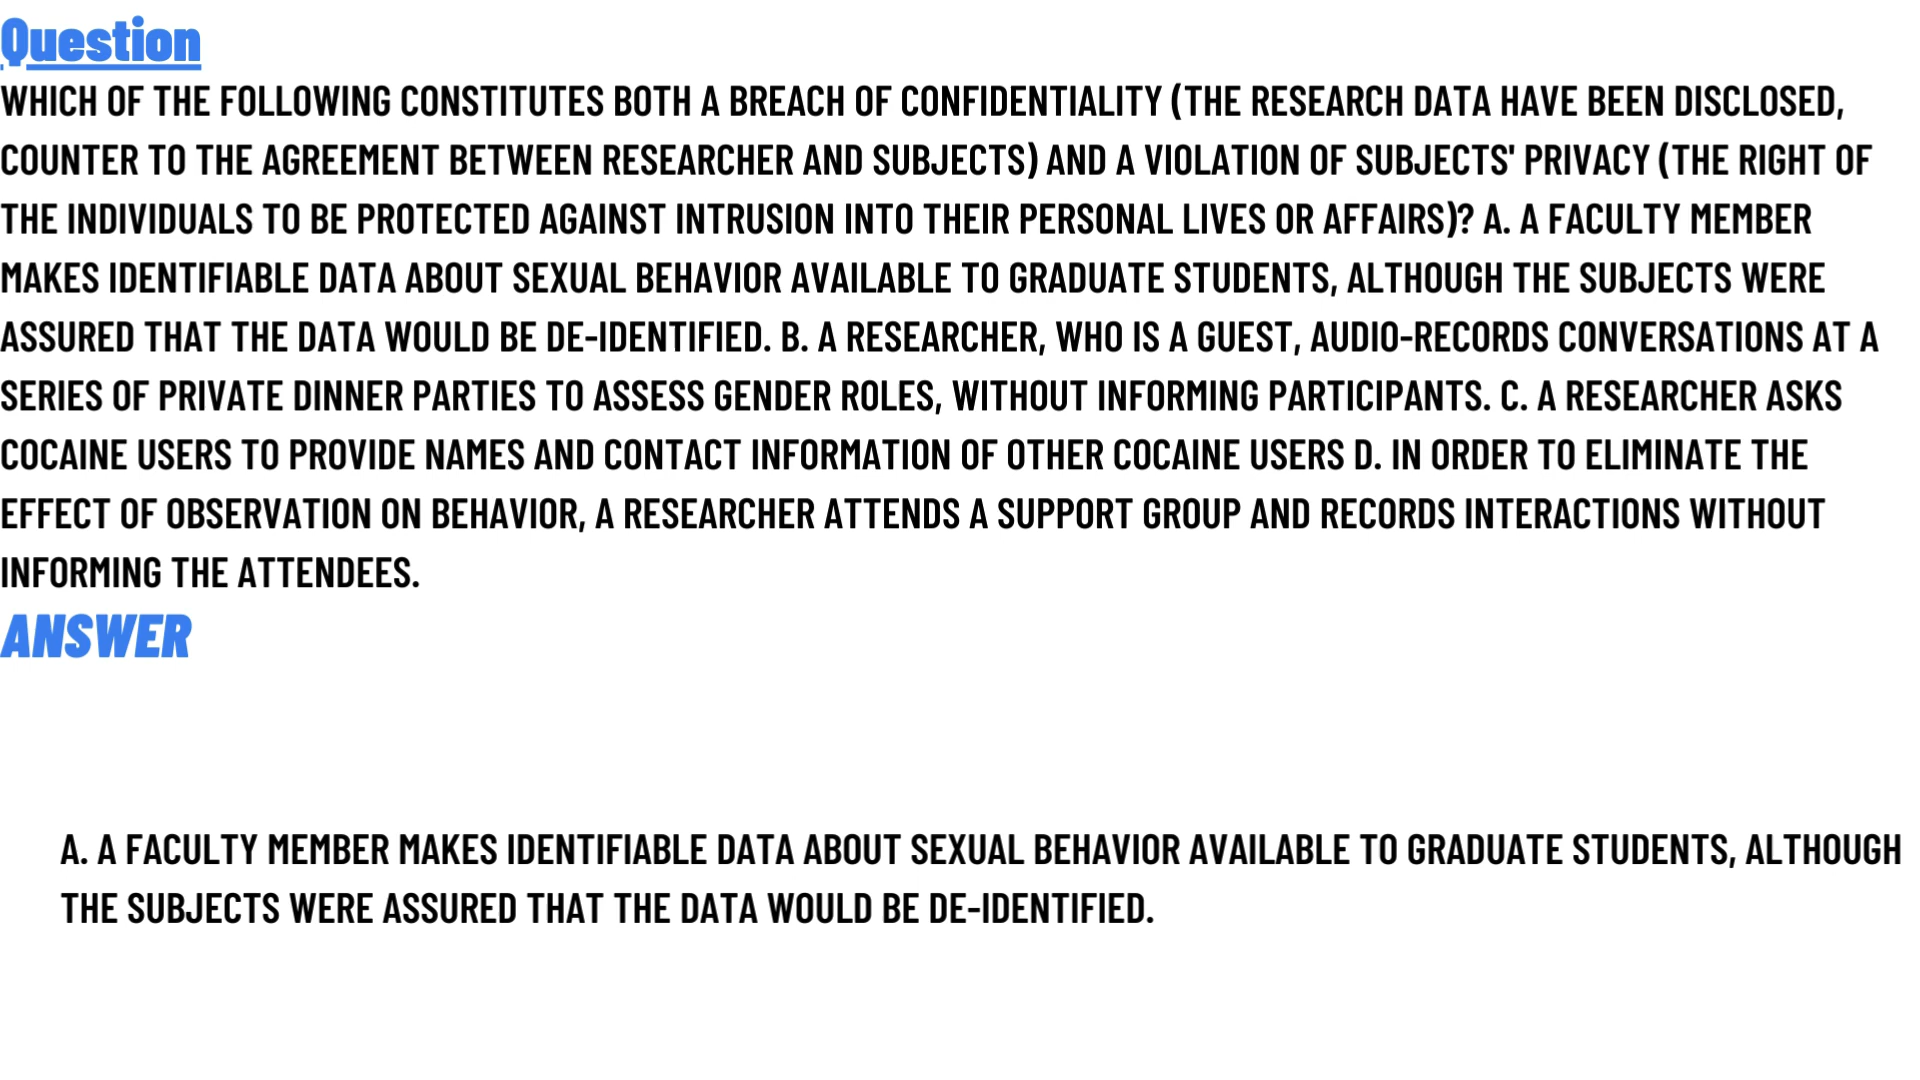 Question
WHICH OF THE FOLLOWING CONSTITUTES BOTH A BREACH OF CONFIDENTIALITY (THE RESEARCH DATA HAVE BEEN DISCLOSED,
COUNTER TO THE AGREEMENT BETWEEN RESEARCHER AND SUBJECTS) AND A VIOLATION OF SUBJECTS' PRIVACY (THE RIGHT OF
THE INDIVIDUALS TO BE PROTECTED AGAINST INTRUSION INTO THEIR PERSONAL LIVES OR AFFAIRS)? A. A FACULTY MEMBER
MAKES IDENTIFIABLE DATA ABOUT SEXUAL BEHAVIOR AVAILABLE TO GRADUATE STUDENTS, ALTHOUGH THE SUBJECTS WERE
ASSURED THAT THE DATA WOULD BE DE-IDENTIFIED. B. A RESEARCHER, WHO IS A GUEST, AUDIO-RECORDS CONVERSATIONS AT A
SERIES OF PRIVATE DINNER PARTIES TO ASSESS GENDER ROLES, WITHOUT INFORMING PARTICIPANTS. C. A RESEARCHER ASKS
COCAINE USERS TO PROVIDE NAMES AND CONTACT INFORMATION OF OTHER COCAINE USERS D. IN ORDER TO ELIMINATE THE
EFFECT OF OBSERVATION ON BEHAVIOR, A RESEARCHER ATTENDS A SUPPORT GROUP AND RECORDS INTERACTIONS WITHOUT
INFORMING THE ATTENDEES.
ANSWER
A. A FACULTY MEMBER MAKES IDENTIFIABLE DATA ABOUT SEXUAL BEHAVIOR AVAILABLE TO GRADUATE STUDENTS, ALTHOUGH
THE SUBJECTS WERE ASSURED THAT THE DATA WOULD BE DE-IDENTIFIED.